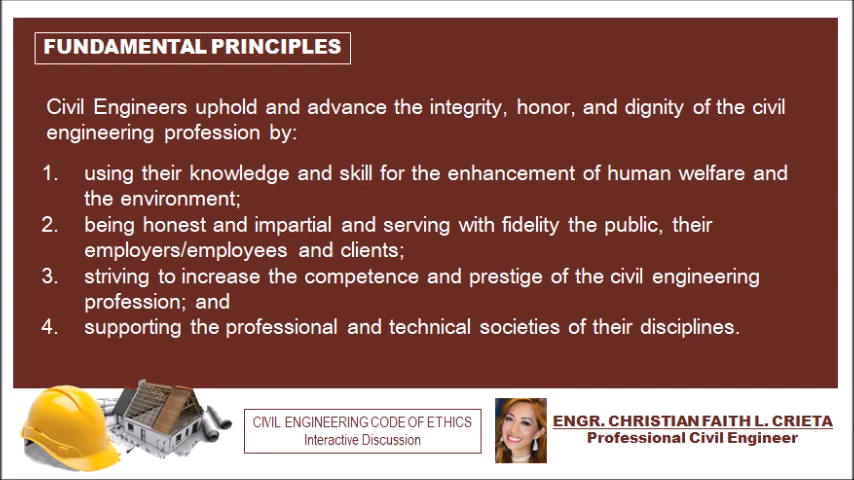 FUNDAMENTAL PRINCIPLES
Civil Engineers uphold and advance the integrity, honor, and dignity of the civil
engineering profession by:
1. using their knowledge and skill for the enhancement of human welfare and
the environment;
2. being honest and impartial and serving with fidelity the public, their
employers/employees and clients;
3. striving to increase the competence and prestige of the civil engineering
profession; and
4. supporting the professional and technical societies of their disciplines.
CIVIL ENGINEERING CODE OF ETHICS
Interactive Discussion
ENGR. CHRISTIAN FAITH L. CRIETA
Professional Civil Engineer